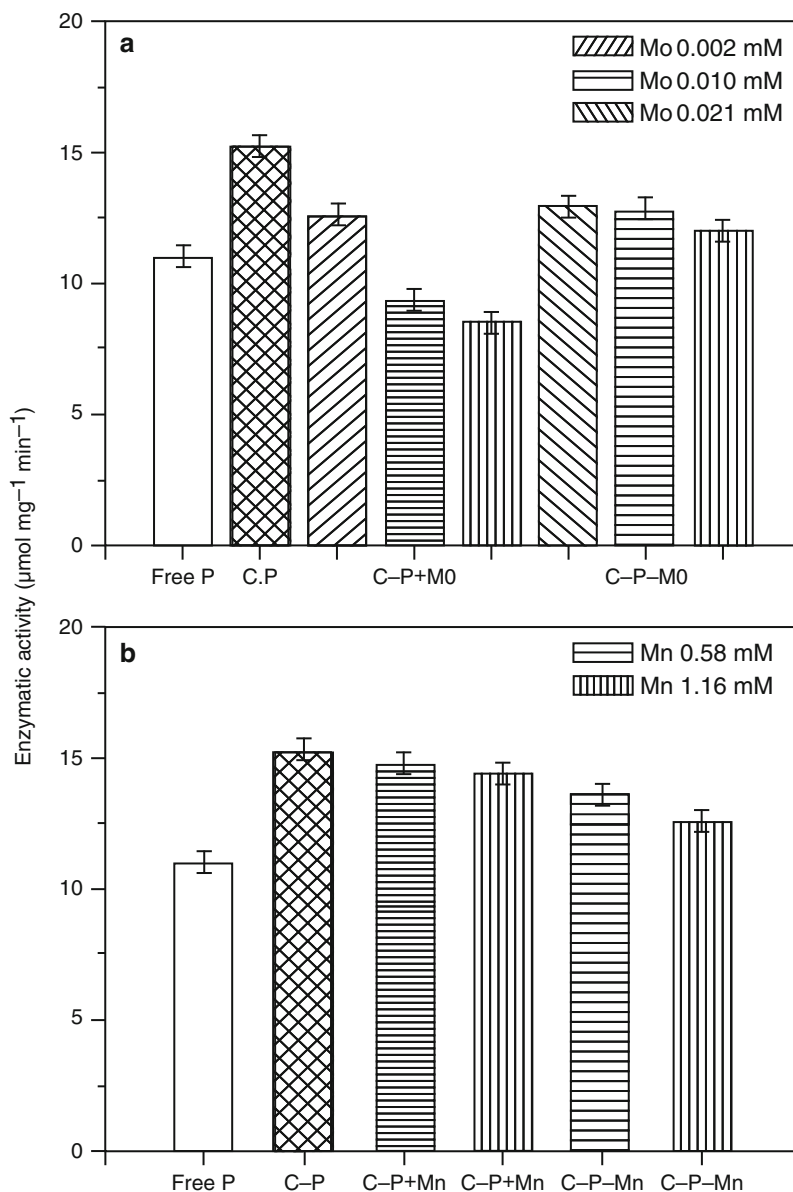 Enzymatic activity (μmol mg⁻¹ min⁻¹)
a
Mo 0.002 mM
Mo 0.010 mM
Mo 0.021 mM
20
15
10
5
0
Free P C.P C–P+M0 C–P–M0
b
Mn 0.58 mM
Mn 1.16 mM
20
15
10
5
0
Free P C–P C–P+Mn C–P+Mn C–P–Mn C–P–Mn